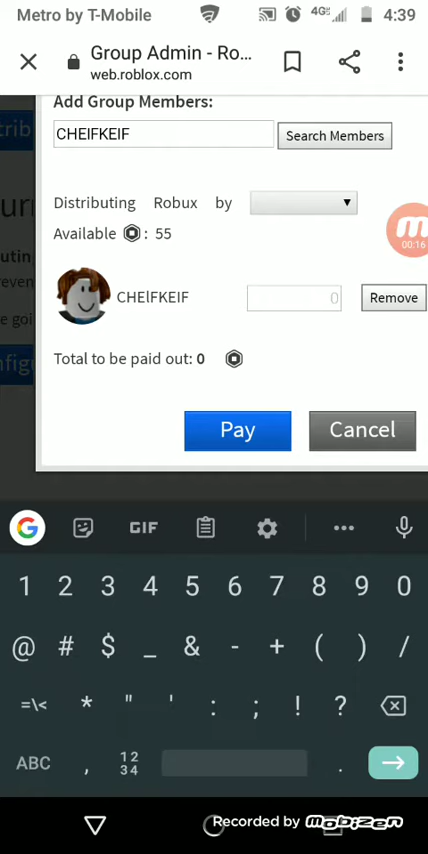 Metro by T-Mobile 4G 4:39
Group Admin - Ro...
web.roblox.com
Add Group Members:
CHEIFKEIF Search Members
Distributing Robux by
Available : 55
CHEIFKEIF 0 Remove
00:16
Total to be paid out: 0
Pay Cancel
G GIF
1 2 3 4 5 6 7 8 9 0
@ # $ _ & - + ( ) /
=\< * " ' : ; ! ?
ABC , 12 34 .
Recorded by mobizen